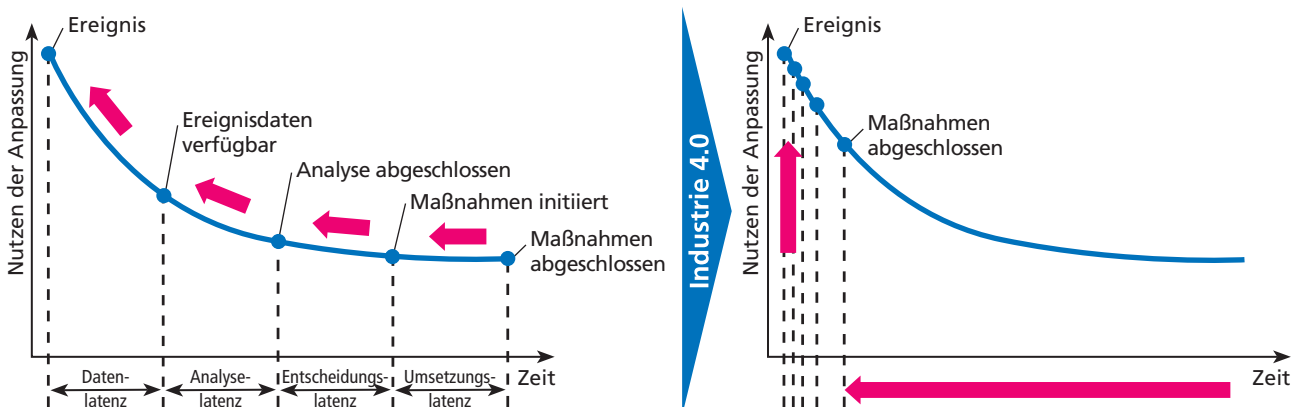 Nutzen der Anpassung
Ereignis
Ereignisdaten
verfügbar
Analyse abgeschlossen
Maßnahmen initiiert
Maßnahmen
abgeschlossen
Zeit
Daten-
latenz
Analyse-
latenz
Entscheidungs-
latenz
Umsetzungs-
latenz
Industrie 4.0
Nutzen der Anpassung
Ereignis
Maßnahmen
abgeschlossen
Zeit